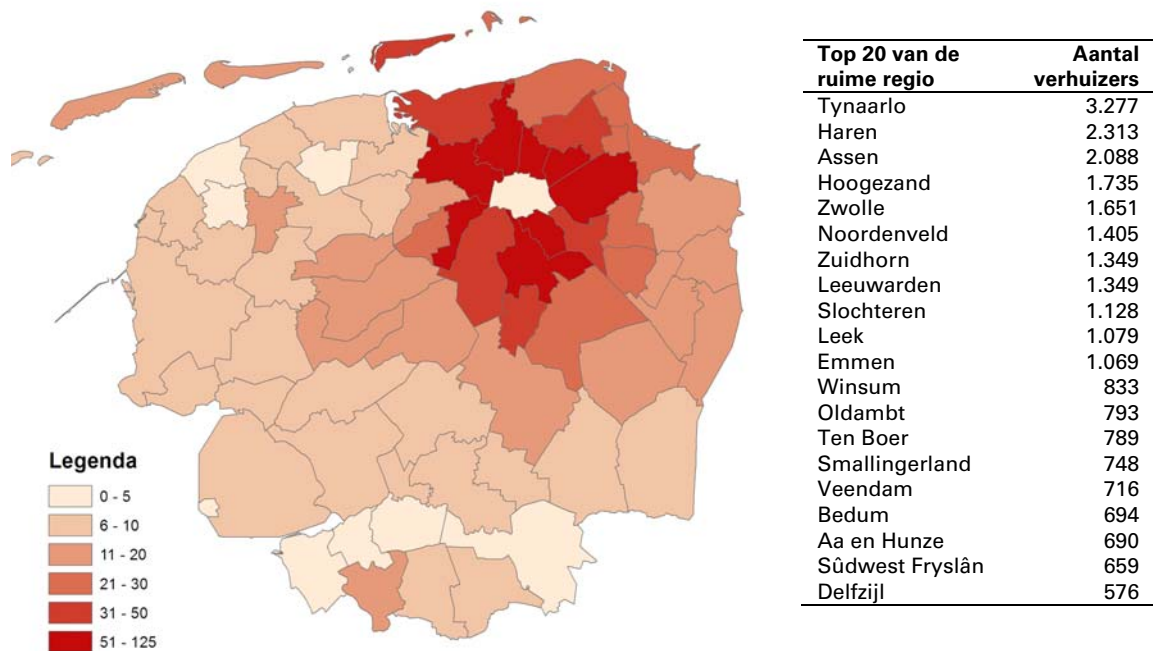 Top 20 van de ruime regio Aantal verhuizers
Tynaarlo 3.277
Haren 2.313
Assen 2.088
Hoogezand 1.735
Zwolle 1.651
Noordenveld 1.405
Zuidhorn 1.349
Leeuwarden 1.349
Slochteren 1.128
Leek 1.079
Emmen 1.069
Winsum 833
Oldambt 793
Ten Boer 789
Smallingerland 748
Veendam 716
Bedum 694
Aa en Hunze 690
Sûdwest Fryslân 659
Delfzijl 576
Legenda
0 - 5
6 - 10
11 - 20
21 - 30
31 - 50
51 - 125